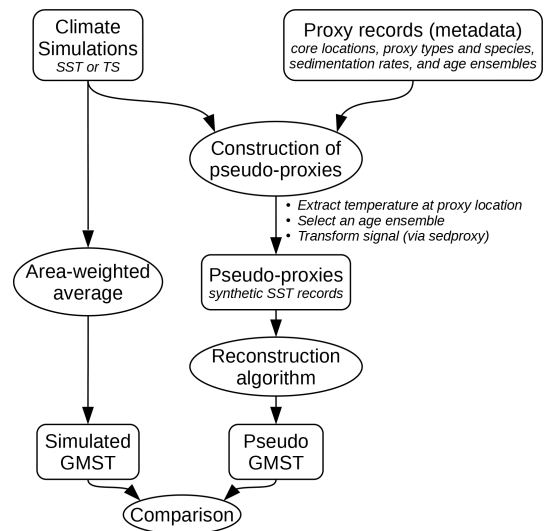 Climate
Simulations
SST or TS
Proxy records (metadata)
core locations, proxy types and species,
sedimentation rates, and age ensembles
Construction of
pseudo-proxies
• Extract temperature at proxy location
• Select an age ensemble
• Transform signal (via sedproxy)
Area-weighted
average
Pseudo-proxies
synthetic SST records
Reconstruction
algorithm
Simulated
GMST
Pseudo
GMST
Comparison